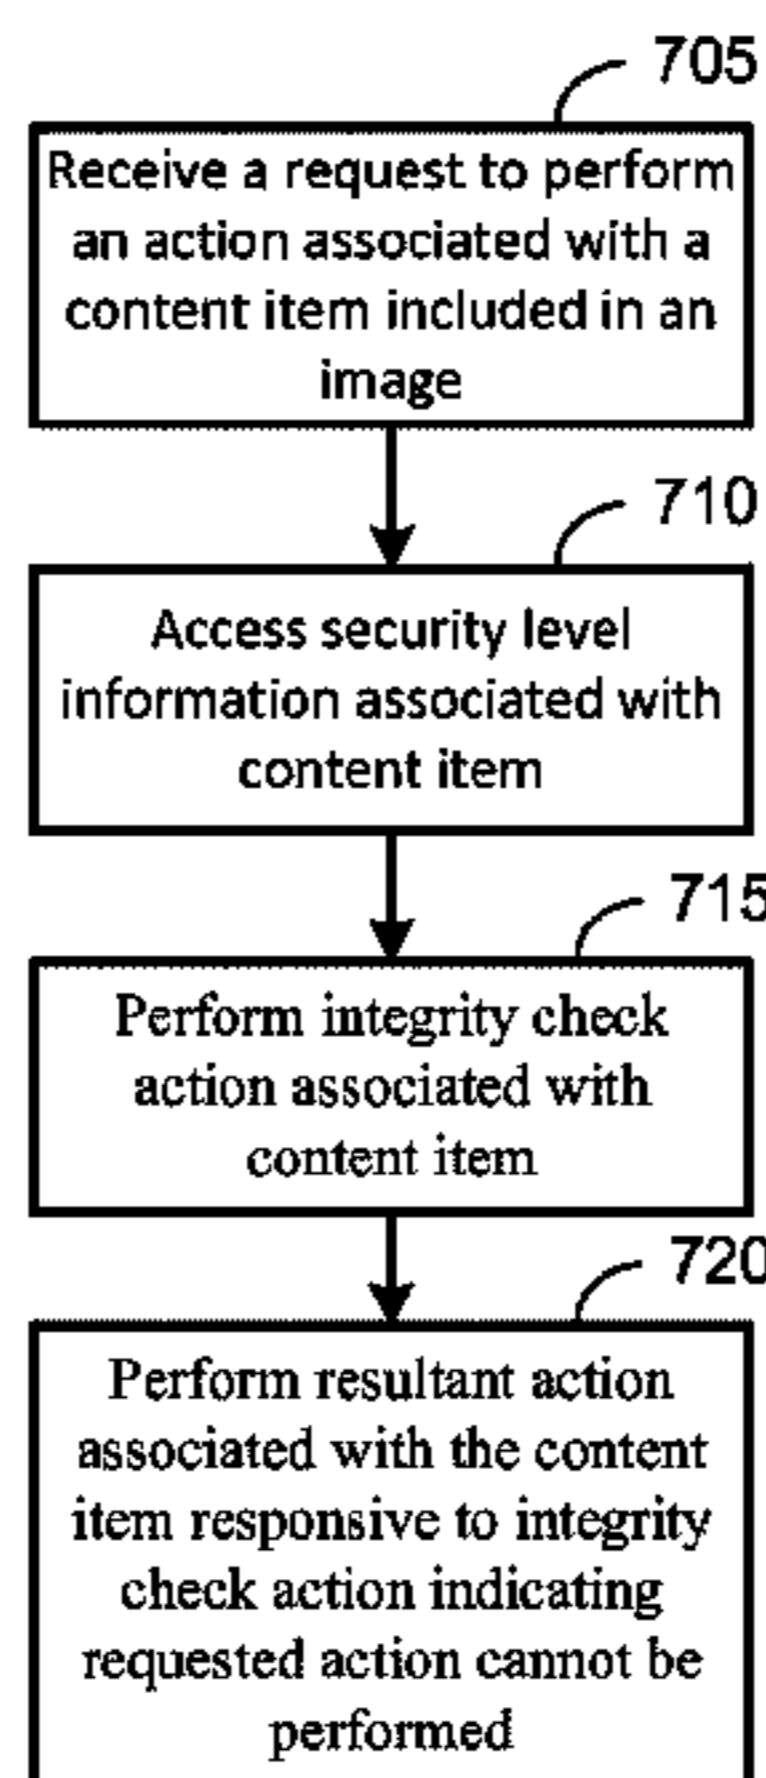 705
Receive a request to perform
an action associated with a
content item included in an
image
710
Access security level
information associated with
content item
715
Perform integrity check
action associated with
content item
720
Perform resultant action
associated with the content
item responsive to integrity
check action indicating
requested action cannot be
performed